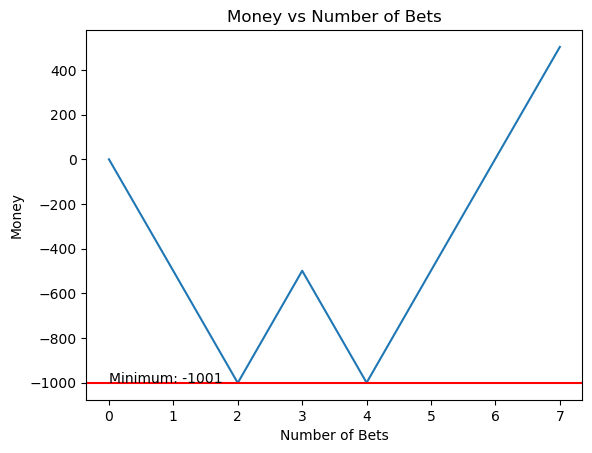 Money vs Number of Bets
Money
400
200
0
−200
−400
−600
−800
−1000
Minimum: -1001
0 1 2 3 4 5 6 7
Number of Bets